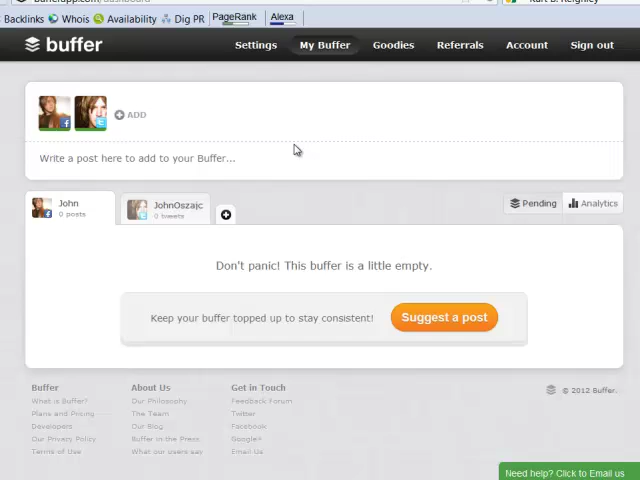 bufferapp.com/dashboard
Kurt B. Reighley
Backlinks Whois Availability Dig PR PageRank Alexa
buffer
Settings My Buffer Goodies Referrals Account Sign out
ADD
Write a post here to add to your Buffer...
John
0 posts
JohnOszajc
0 tweets
Pending Analytics
Don't panic! This buffer is a little empty.
Keep your buffer topped up to stay consistent! Suggest a post
Buffer About Us Get in Touch
© 2012 Buffer.
What is Buffer? Our Philosophy Feedback Forum
Plans and Pricing The Team Twitter
Developers Our Blog Facebook
Our Privacy Policy Buffer in the Press Google+
Terms of Use What our users say Email Us
Need help? Click to Email us